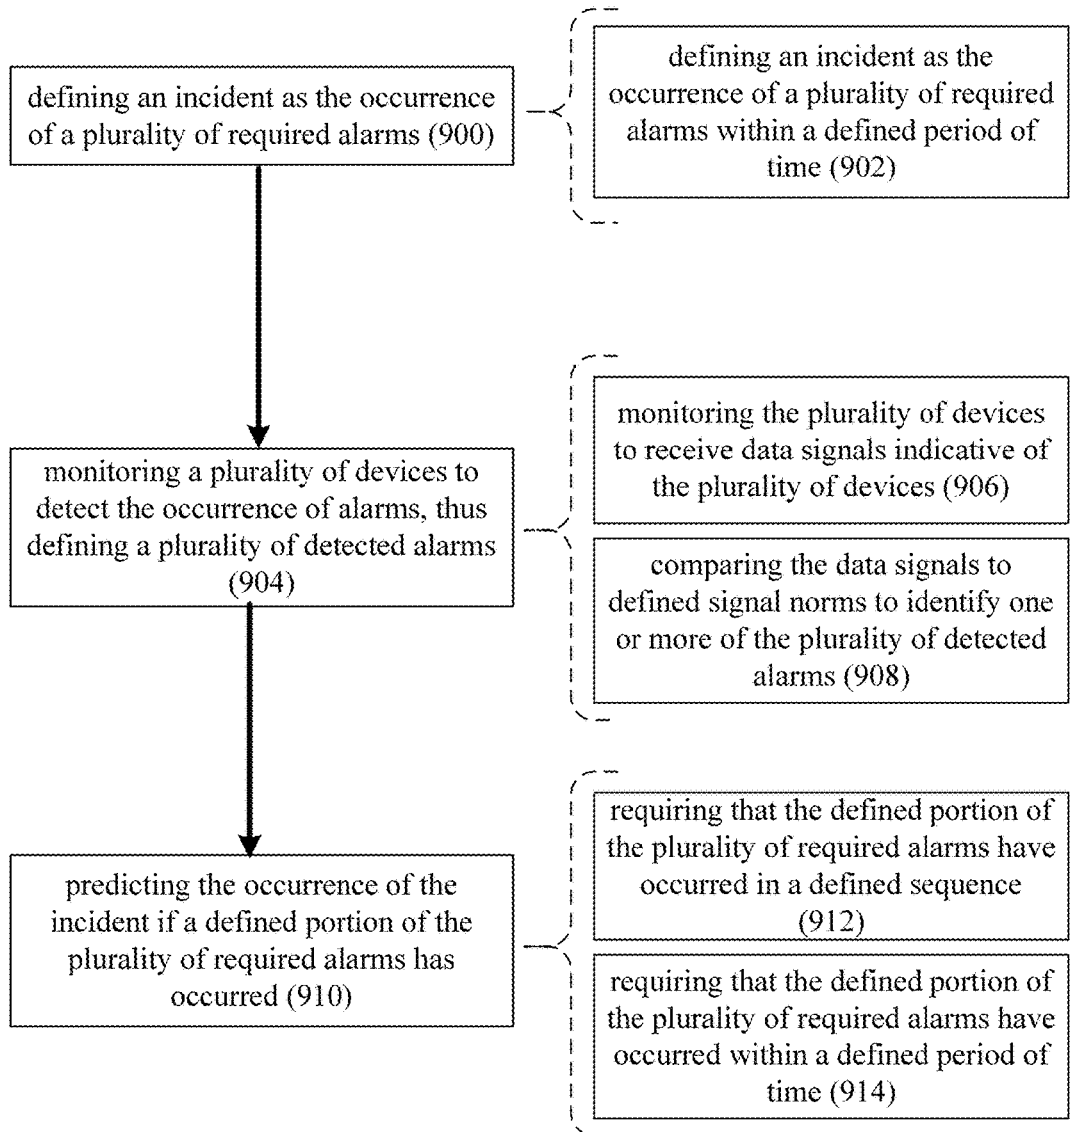 defining an incident as the occurrence
of a plurality of required alarms (900)
defining an incident as the
occurrence of a plurality of required
alarms within a defined period of
time (902)
monitoring a plurality of devices to
detect the occurrence of alarms, thus
defining a plurality of detected alarms
(904)
monitoring the plurality of devices
to receive data signals indicative of
the plurality of devices (906)
comparing the data signals to
defined signal norms to identify one
or more of the plurality of detected
alarms (908)
predicting the occurrence of the
incident if a defined portion of the
plurality of required alarms has
occurred (910)
requiring that the defined portion of
the plurality of required alarms have
occurred in a defined sequence
(912)
requiring that the defined portion of
the plurality of required alarms have
occurred within a defined period of
time (914)